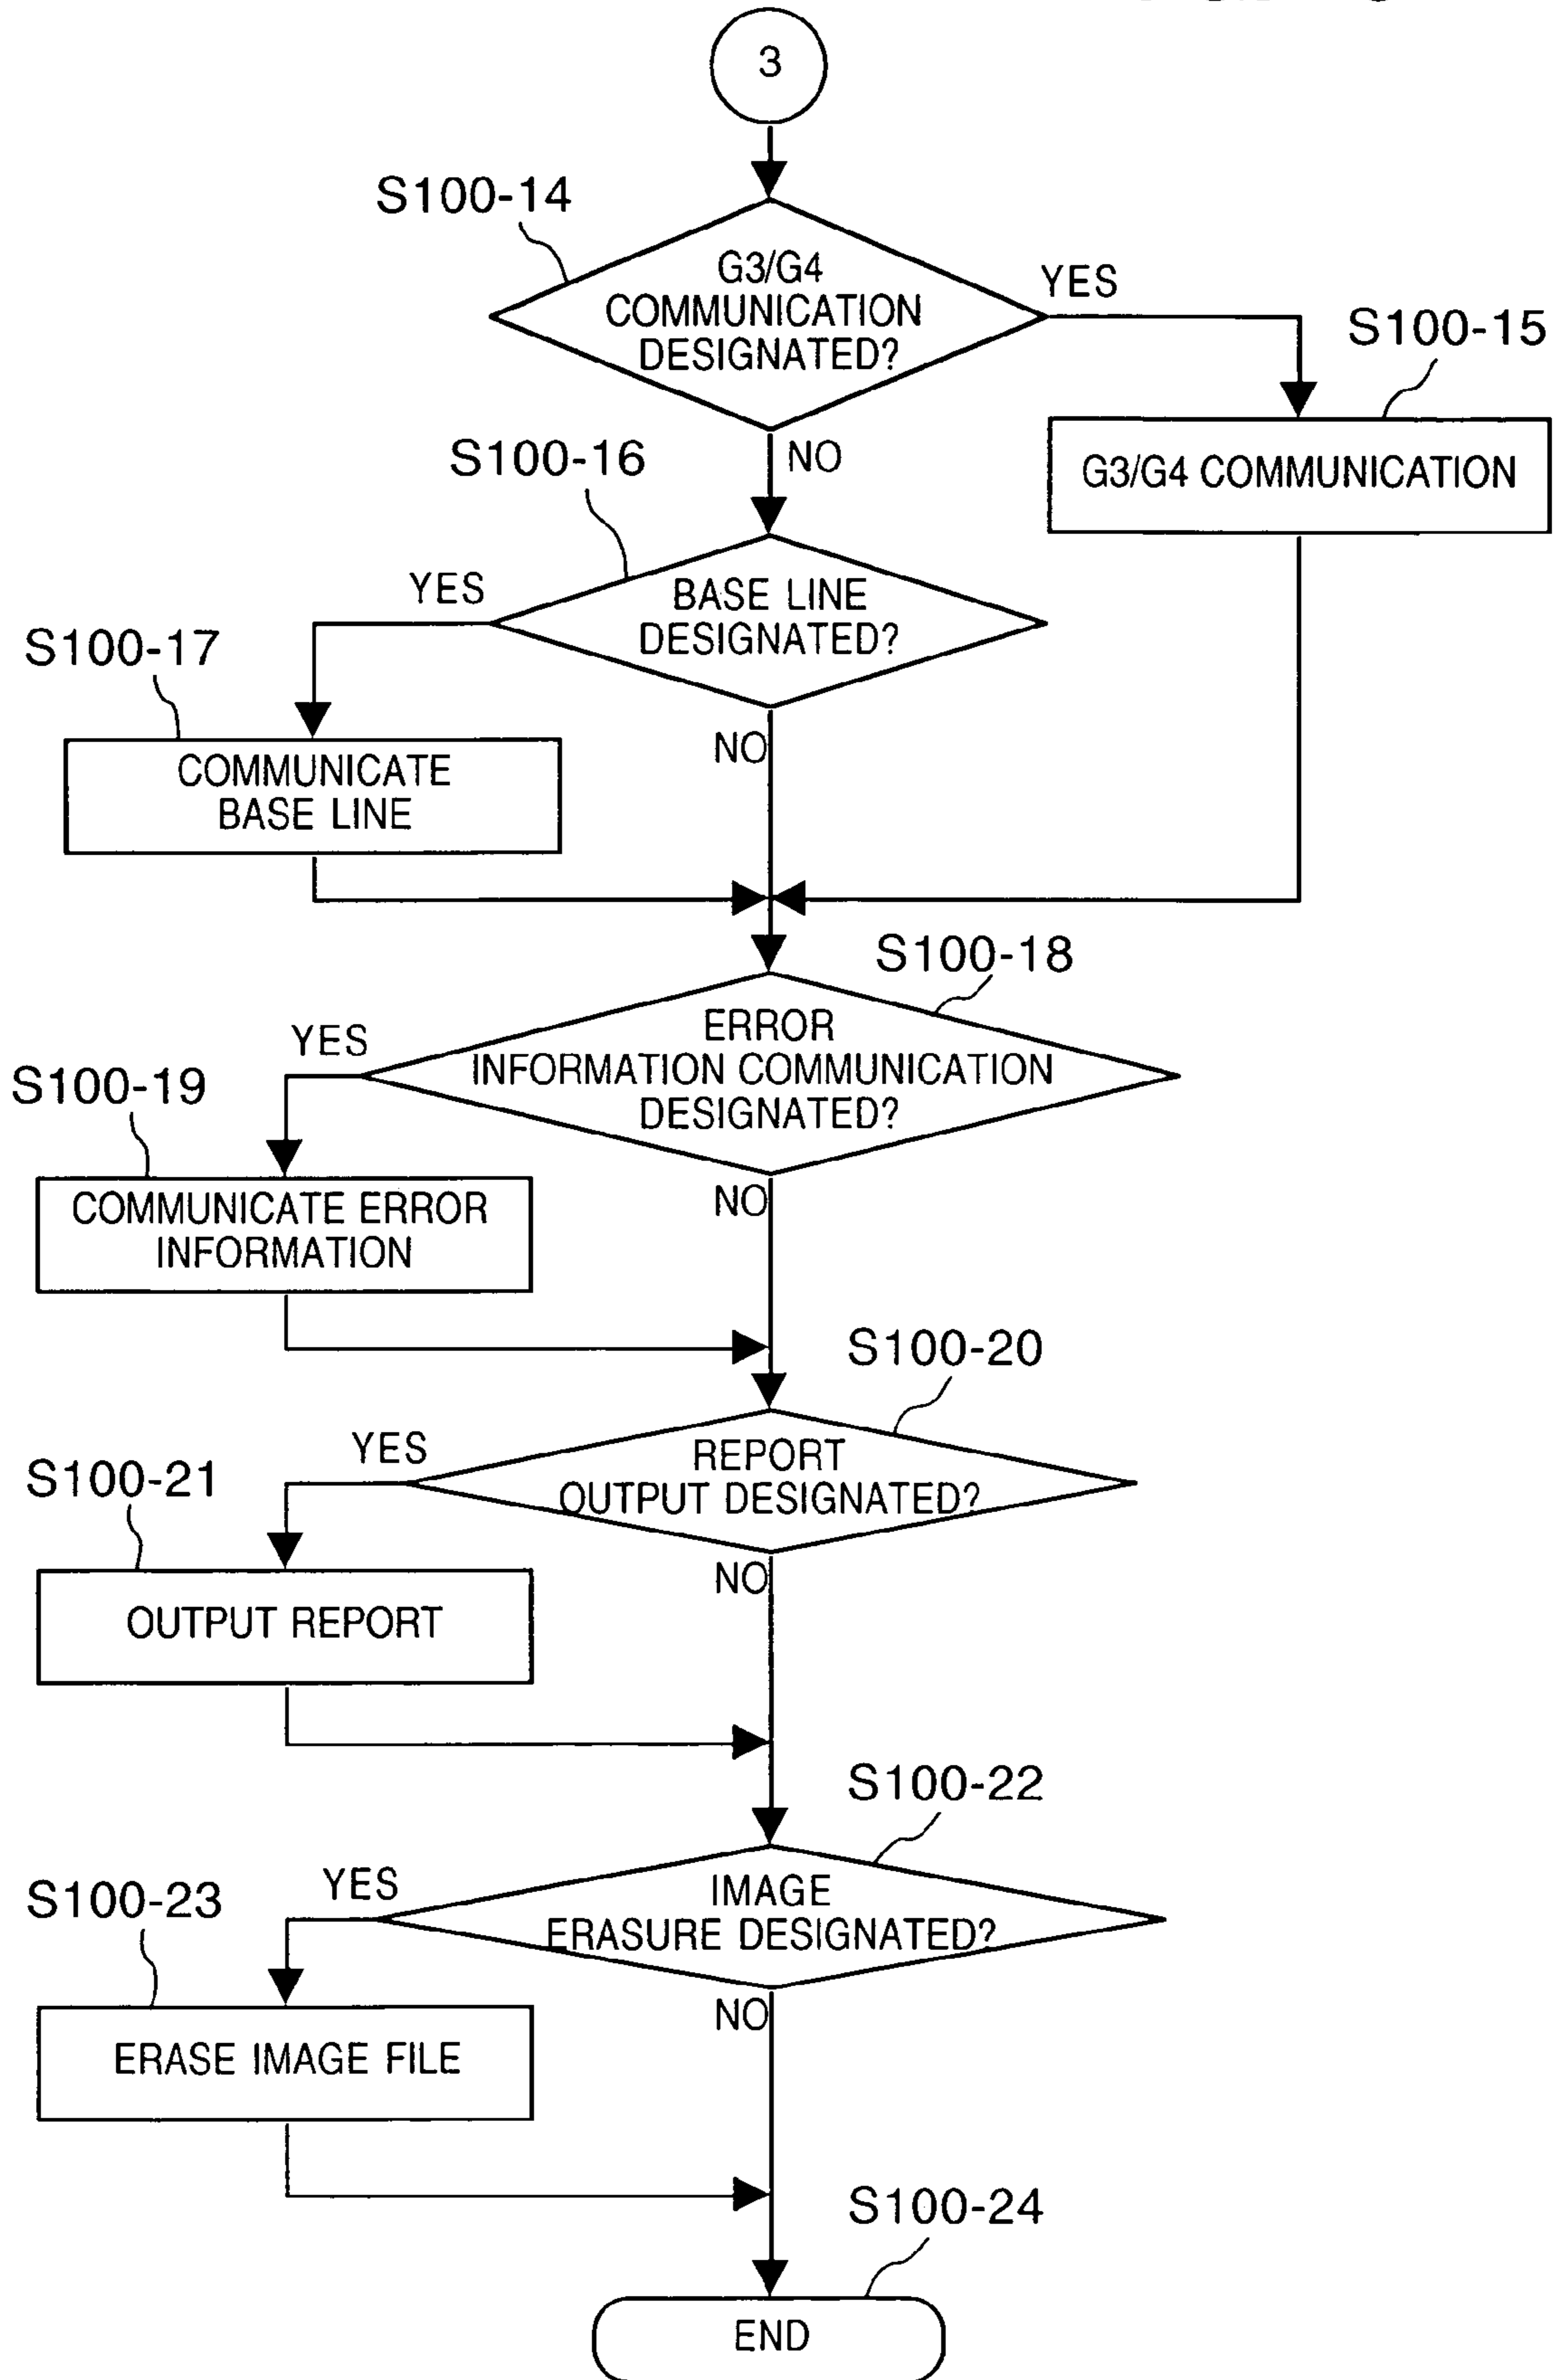 3
S100-14
G3/G4
COMMUNICATION
DESIGNATED?
YES
S100-15
G3/G4 COMMUNICATION
NO
S100-16
BASE LINE
DESIGNATED?
YES
S100-17
COMMUNICATE
BASE LINE
NO
S100-18
ERROR
INFORMATION COMMUNICATION
DESIGNATED?
YES
S100-19
COMMUNICATE ERROR
INFORMATION
NO
S100-20
REPORT
OUTPUT DESIGNATED?
YES
S100-21
OUTPUT REPORT
NO
S100-22
IMAGE
ERASURE DESIGNATED?
YES
S100-23
ERASE IMAGE FILE
NO
S100-24
END